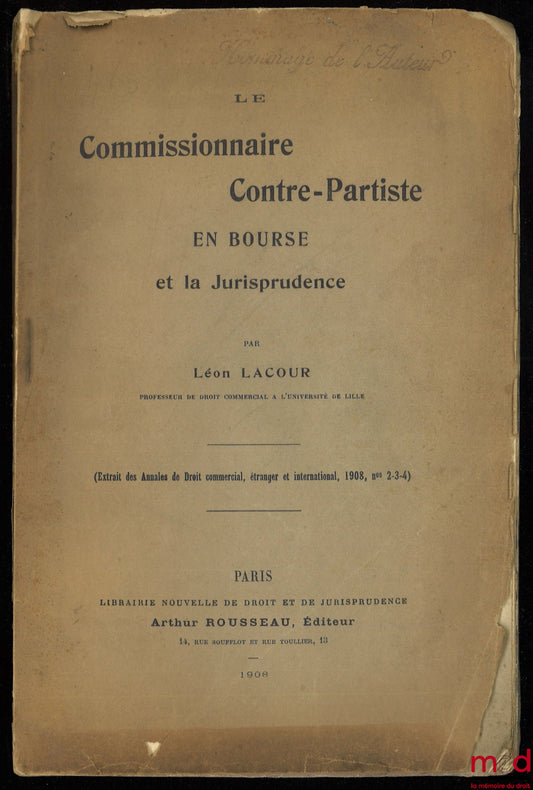 Hommage de l'Auteur
LE
Commissionnaire
Contre-Partiste
EN BOURSE
et la Jurisprudence
PAR
Léon LACOUR
PROFESSEUR DE DROIT COMMERCIAL A L'UNIVERSITÉ DE LILLE
(Extrait des Annales de Droit commercial, étranger et international, 1908, nos 2-3-4)
PARIS
LIBRAIRIE NOUVELLE DE DROIT ET DE JURISPRUDENCE
Arthur ROUSSEAU, Éditeur
14, RUE SOUFFLOT ET RUE TOULLIER, 13
1908
mdd
la mémoire du droit